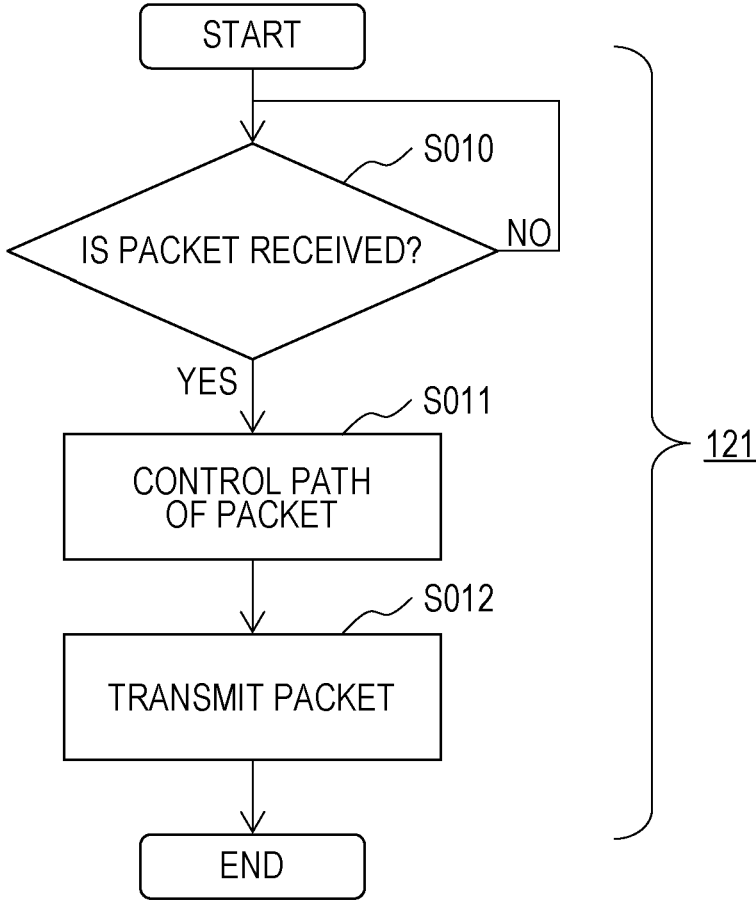 START
S010
IS PACKET RECEIVED?
NO
YES
S011
CONTROL PATH
OF PACKET
121
S012
TRANSMIT PACKET
END